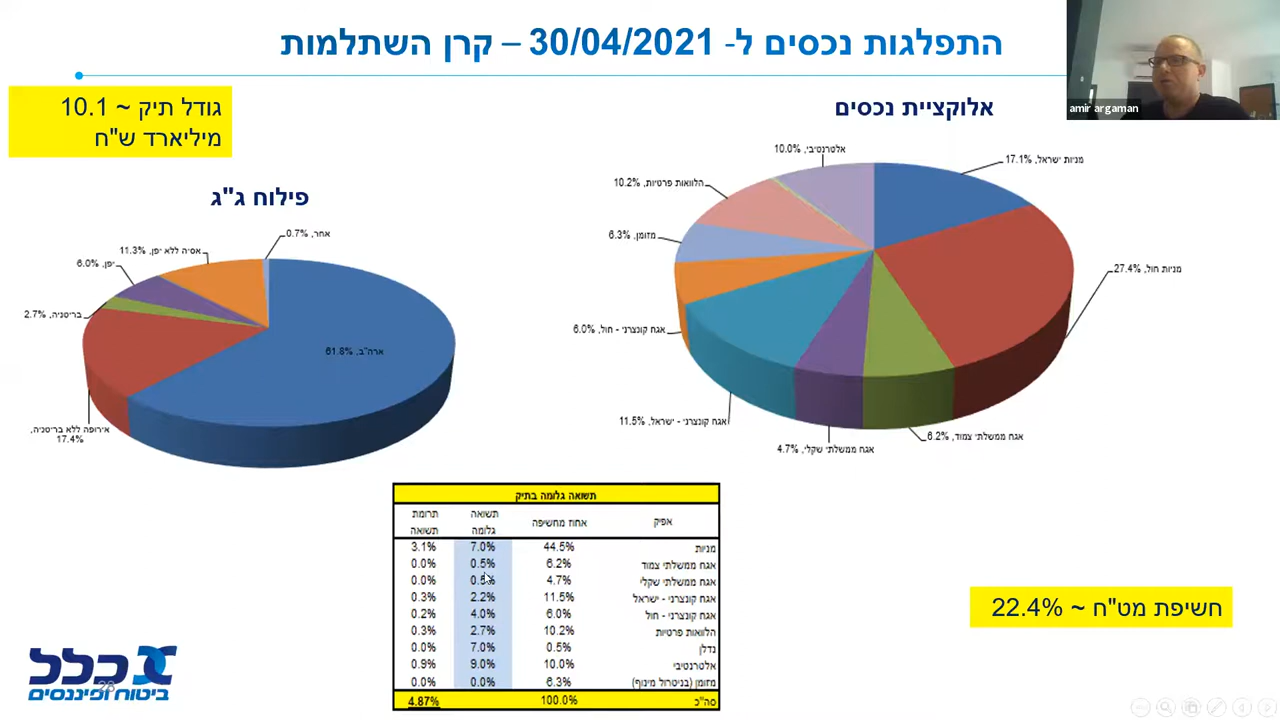 התפלגות נכסים ל- 30/04/2021 – קרן השתלמות
amir argaman
גודל תיק ~ 10.1
מיליארד ש"ח
אלוקציית נכסים
מניות ישראל, 17.1%
מניות חול, 27.4%
אגח ממשלתי צמוד, 6.2%
אגח ממשלתי שקלי, 4.7%
אגח קונצרני - ישראל, 11.5%
אגח קונצרני - חול, 6.0%
מזומן, 6.3%
הלוואות פרטיות, 10.2%
אלטרנטיבי, 10.0%
פילוח ג"ג
אחר, 0.7%
אסיה ללא יפן, 11.3%
יפן, 6.0%
בריטניה, 2.7%
ארה"ב, 61.8%
אירופה ללא בריטניה,
17.4%
תשואה גלומה בתיק
אפיק אחוז מחשיפה תשואה גלומה תרומת תשואה
מניות 44.5% 7.0% 3.1%
אגח ממשלתי צמוד 6.2% 0.5% 0.0%
אגח ממשלתי שקלי 4.7% 0.5% 0.0%
אגח קונצרני - ישראל 11.5% 2.2% 0.3%
אגח קונצרני - חול 6.0% 4.0% 0.2%
הלוואות פרטיות 10.2% 2.7% 0.3%
נדלן 0.5% 7.0% 0.0%
אלטרנטיבי 10.0% 9.0% 0.9%
מזומן (בניטרול מינוף) 6.3% 0.0% 0.0%
סה"כ 100.0% 4.87%
חשיפת מט"ח ~ 22.4%
כלל
ביטוח ופיננסים